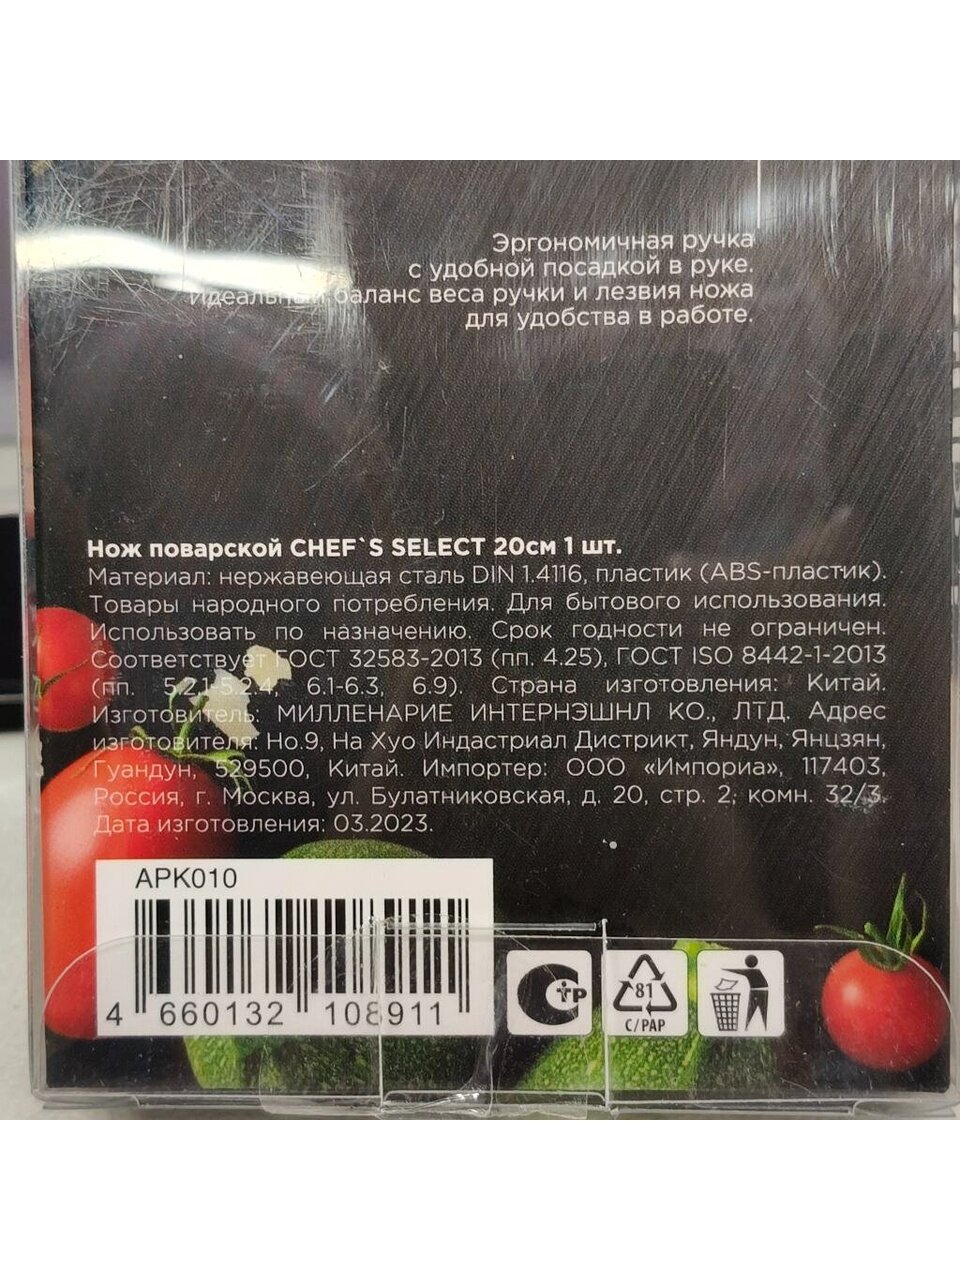 Эргономичная ручка
с удобной посадкой в руке.
Идеальный баланс веса ручки и лезвия ножа
для удобства в работе.
Нож поварской CHEF`S SELECT 20см 1 шт.
Материал: нержавеющая сталь DIN 1.4116, пластик (ABS-пластик).
Товары народного потребления. Для бытового использования.
Использовать по назначению. Срок годности не ограничен.
Соответствует ГОСТ 32583-2013 (пп. 4.25), ГОСТ ISO 8442-1-2013
(пп. 5.2.1-5.2.4, 6.1-6.3, 6.9). Страна изготовления: Китай.
Изготовитель: МИЛЛЕНАРИЕ ИНТЕРНЭШНЛ КО., ЛТД. Адрес
изготовителя: Но.9, На Хуо Индастриал Дистрикт, Яндун, Янцзян,
Гуандун, 529500, Китай. Импортер: ООО «Импориа», 117403,
Россия, г. Москва, ул. Булатниковская, д. 20, стр. 2, комн. 32/3.
Дата изготовления: 03.2023.
APK010
4 660132 108911
СТР
81
C/PAP